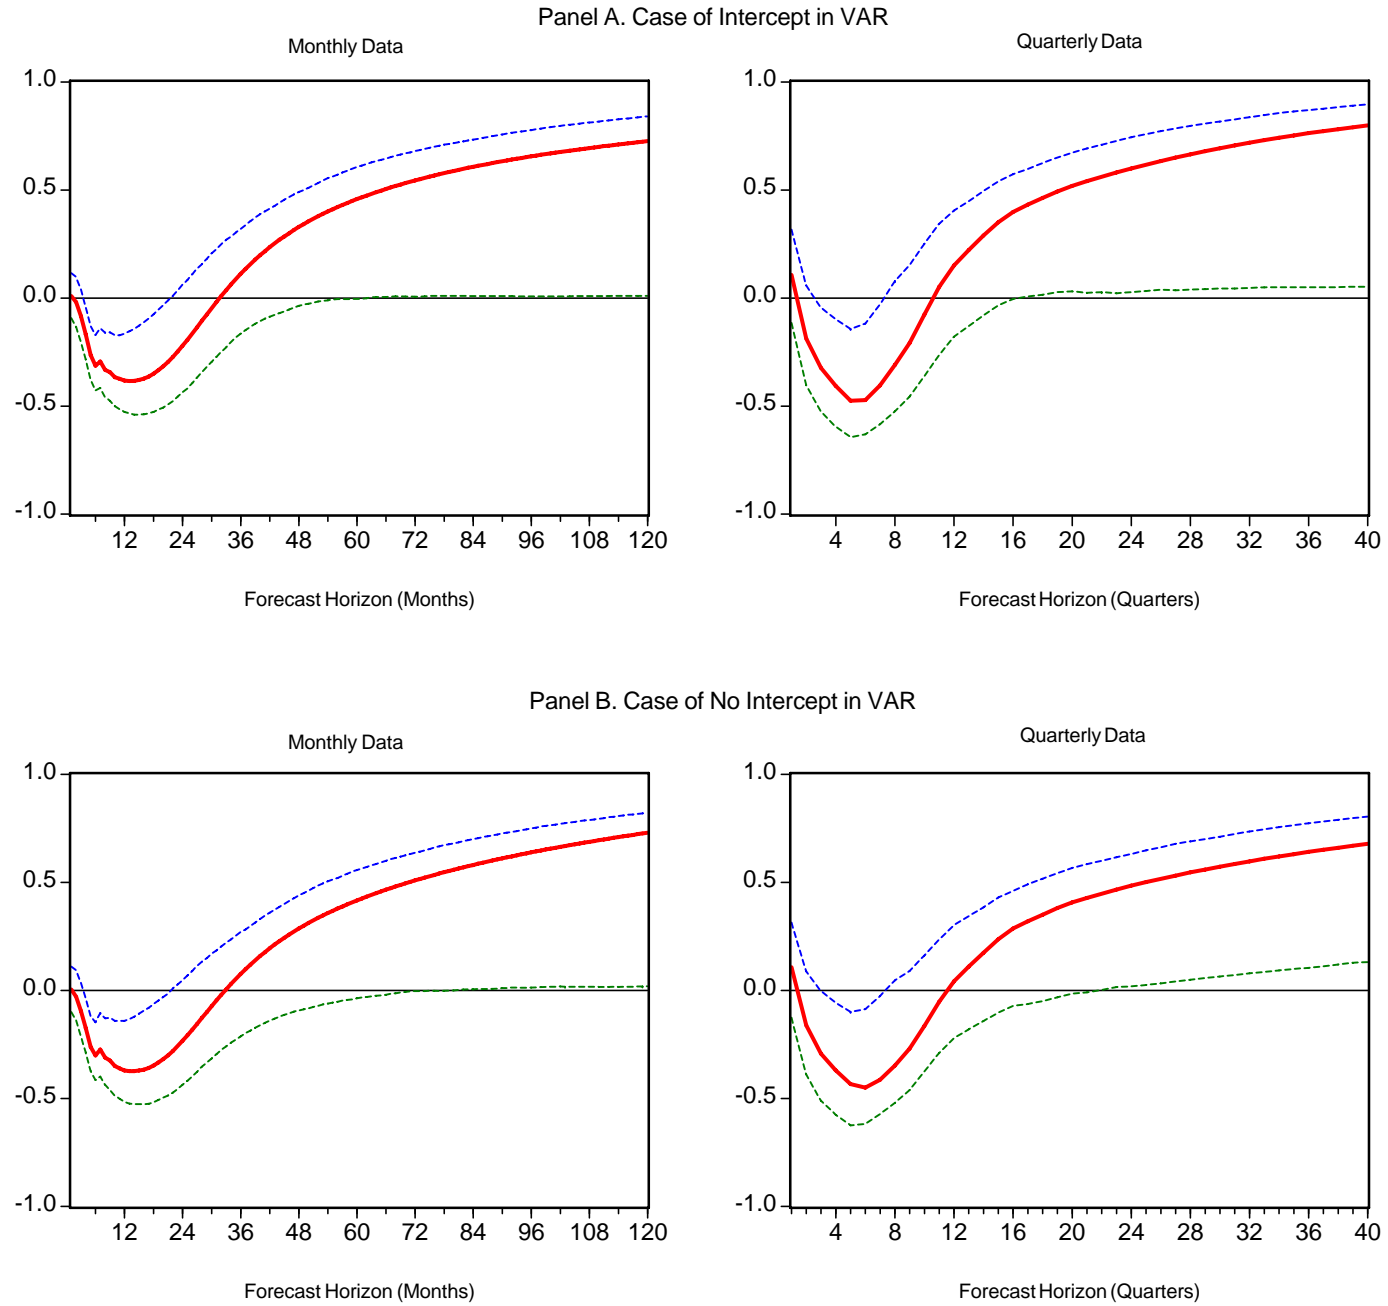 Panel A. Case of Intercept in VAR
Monthly Data
Quarterly Data
1.0
0.5
0.0
-0.5
-1.0
12 24 36 48 60 72 84 96 108 120
Forecast Horizon (Months)
1.0
0.5
0.0
-0.5
-1.0
4 8 12 16 20 24 28 32 36 40
Forecast Horizon (Quarters)
Panel B. Case of No Intercept in VAR
Monthly Data
Quarterly Data
1.0
0.5
0.0
-0.5
-1.0
12 24 36 48 60 72 84 96 108 120
Forecast Horizon (Months)
1.0
0.5
0.0
-0.5
-1.0
4 8 12 16 20 24 28 32 36 40
Forecast Horizon (Quarters)